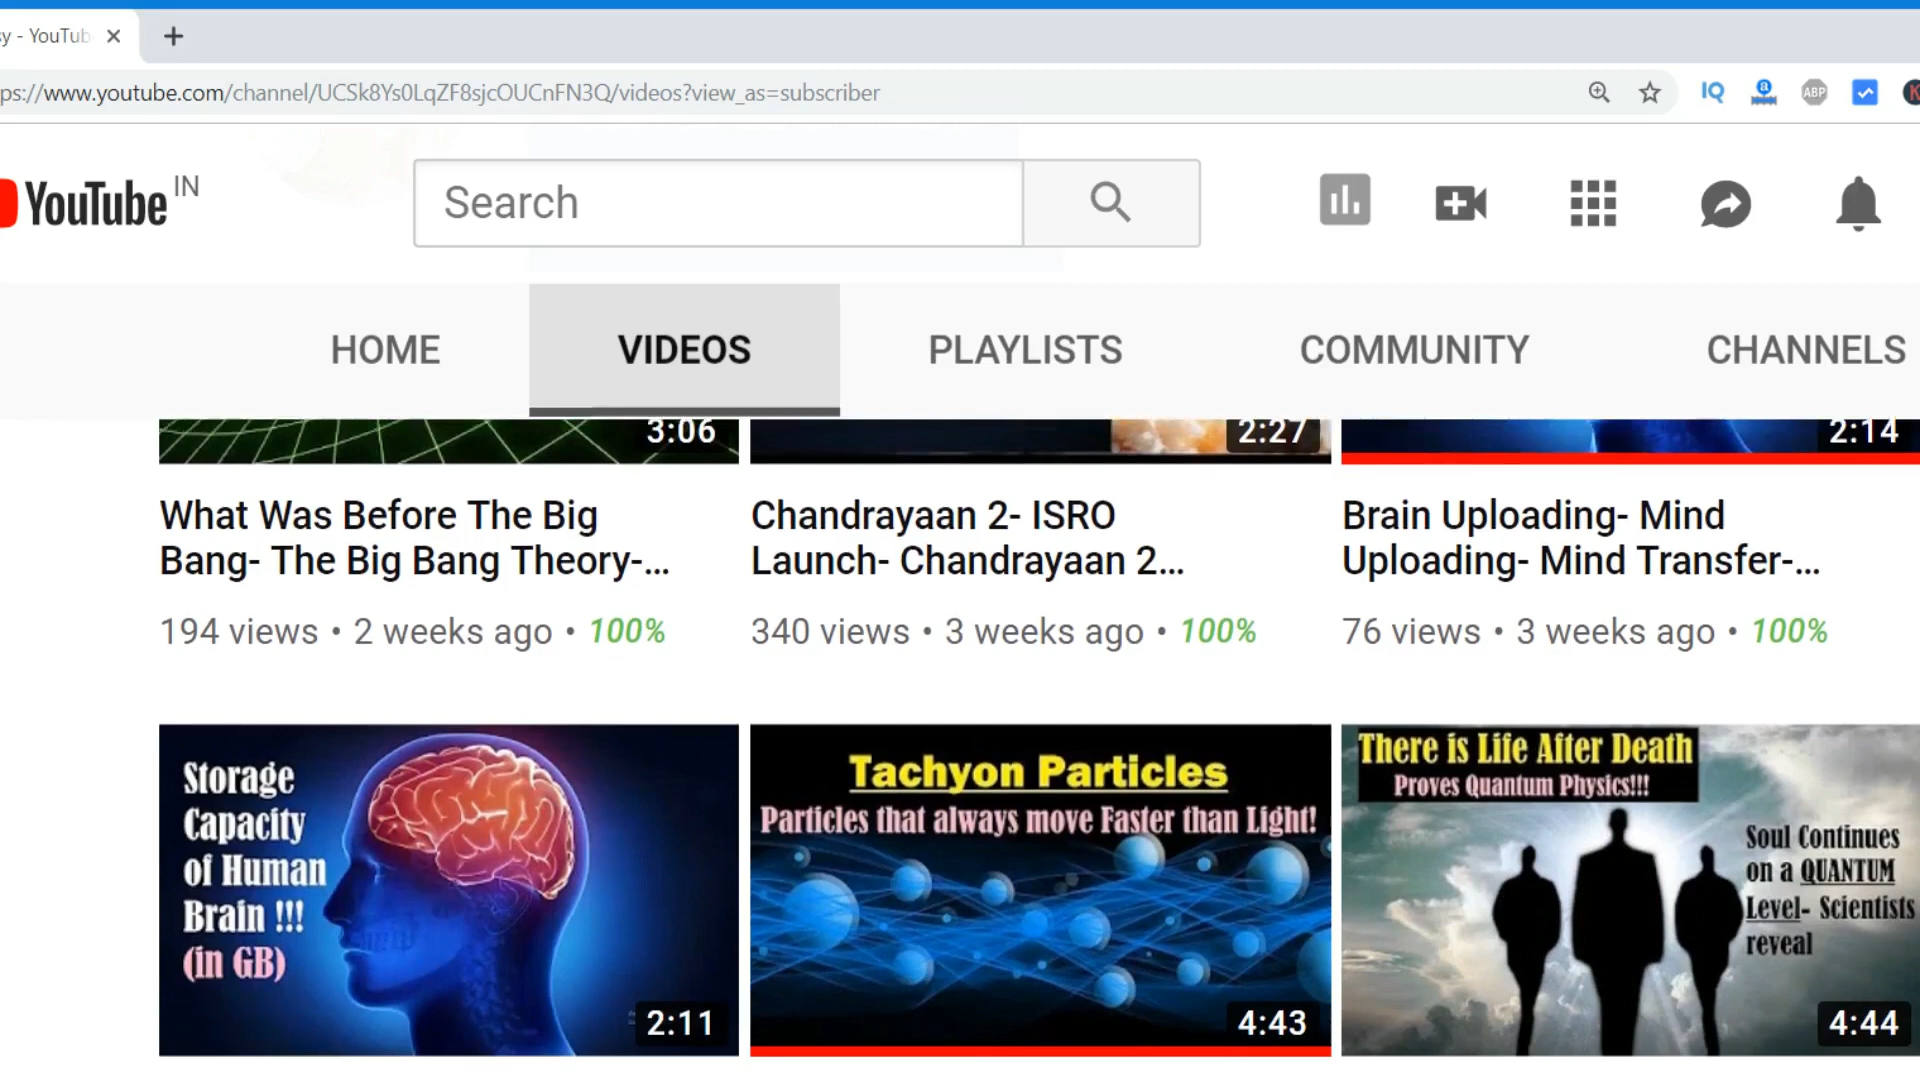 sy - YouTub
ps://www.youtube.com/channel/UCSk8Ys0LqZF8sjcOUCnFN3Q/videos?view_as=subscriber
IQ
a
ABP
K
YouTube IN
Search
HOME
VIDEOS
PLAYLISTS
COMMUNITY
CHANNELS
3:06
2:27
2:14
What Was Before The Big
Bang- The Big Bang Theory-...
194 views • 2 weeks ago • 100%
Chandrayaan 2- ISRO
Launch- Chandrayaan 2...
340 views • 3 weeks ago • 100%
Brain Uploading- Mind
Uploading- Mind Transfer-...
76 views • 3 weeks ago • 100%
Storage
Capacity
of Human
Brain !!!
(in GB)
2:11
Tachyon Particles
Particles that always move Faster than Light!
4:43
There is Life After Death
Proves Quantum Physics!!!
Soul Continues
on a QUANTUM
Level- Scientists
reveal
4:44